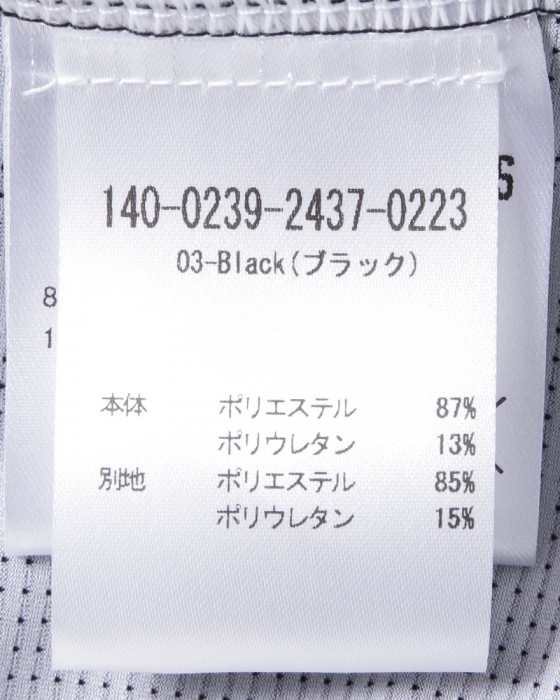 140-0239-2437-0223
03-Black(ブラック)
本体 ポリエステル 87%
ポリウレタン 13%
別地 ポリエステル 85%
ポリウレタン 15%